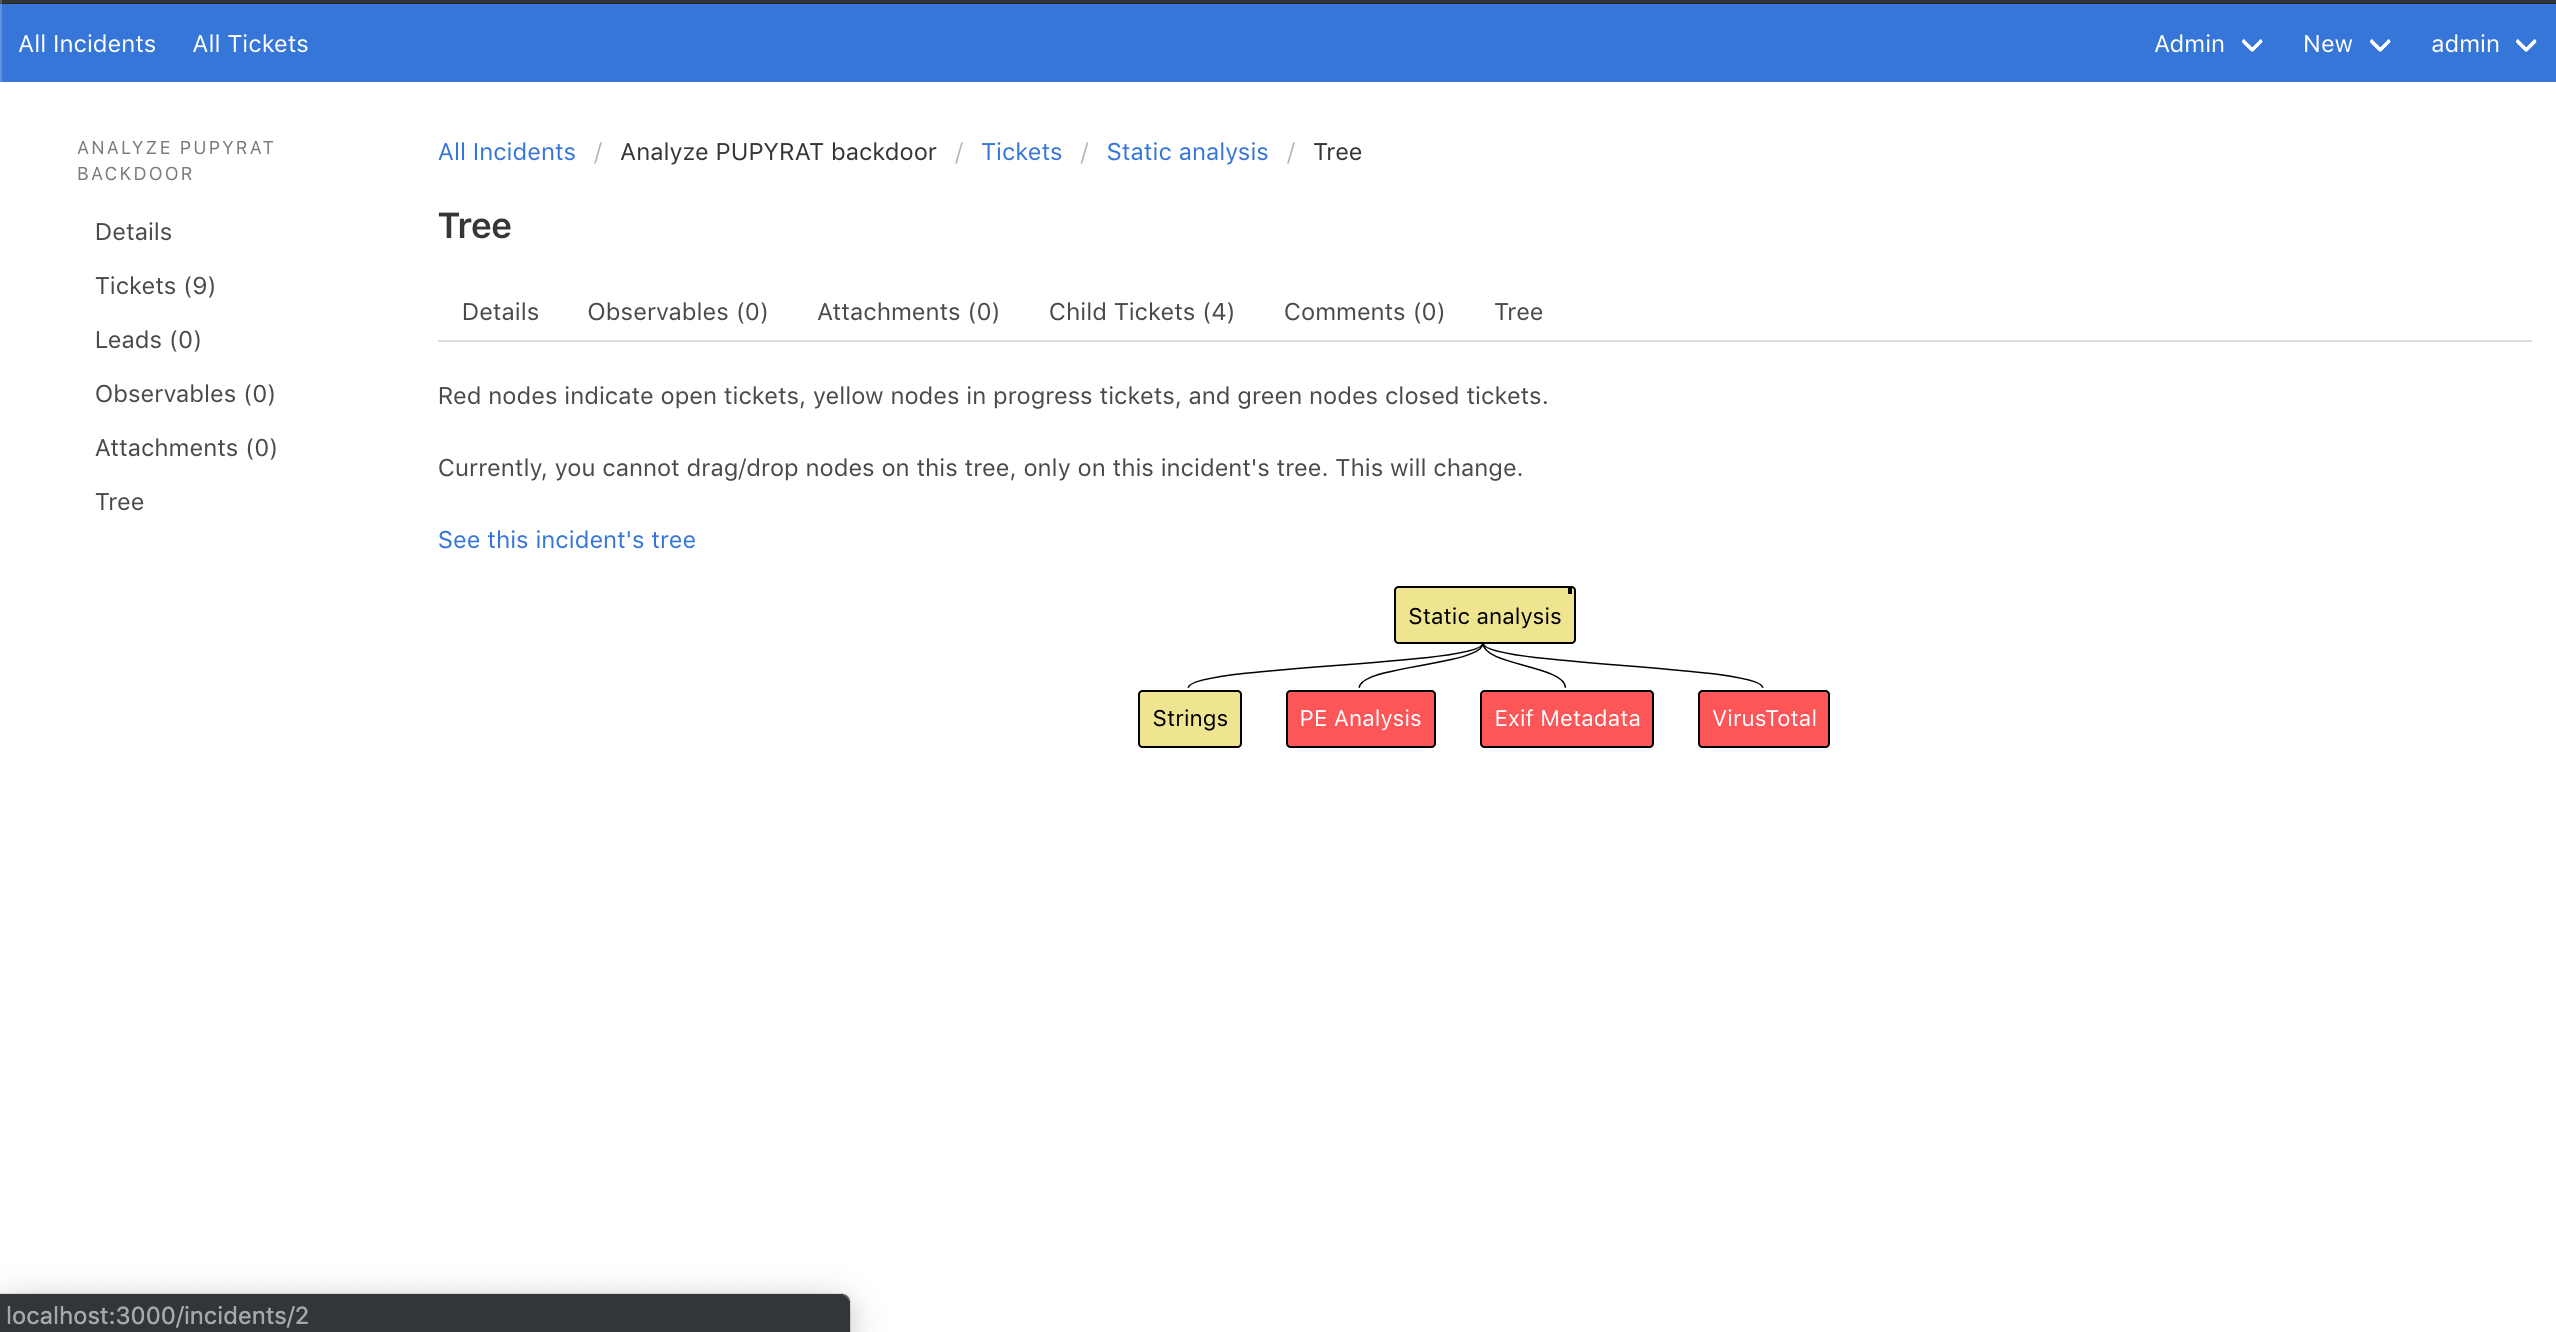 All Incidents All Tickets Admin New admin
ANALYZE PUPYRAT
BACKDOOR
Details
Tickets (9)
Leads (0)
Observables (0)
Attachments (0)
Tree
All Incidents / Analyze PUPYRAT backdoor / Tickets / Static analysis / Tree
Tree
Details Observables (0) Attachments (0) Child Tickets (4) Comments (0) Tree
Red nodes indicate open tickets, yellow nodes in progress tickets, and green nodes closed tickets.
Currently, you cannot drag/drop nodes on this tree, only on this incident's tree. This will change.
See this incident's tree
Static analysis
Strings PE Analysis Exif Metadata VirusTotal
localhost:3000/incidents/2